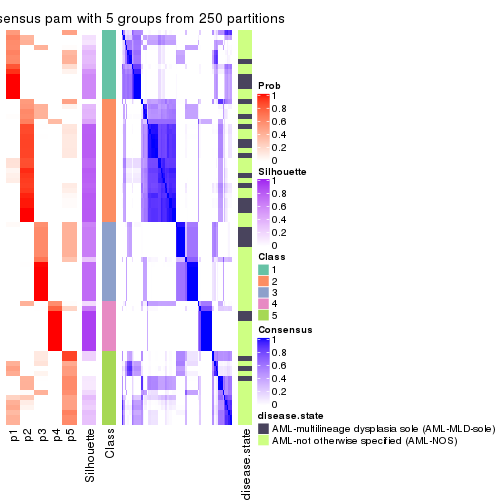 sensus pam with 5 groups from 250 partitions
Prob
1
0.8
0.6
0.4
0.2
0
Silhouette
1
0.8
0.6
0.4
0.2
0
Class
1
2
3
4
5
Consensus
1
0.8
0.6
0.4
0.2
0
disease.state
AML-multilineage dysplasia sole (AML-MLD-sole)
AML-not otherwise specified (AML-NOS)
p1
p2
p3
p4
p5
Silhouette
Class
disease.state